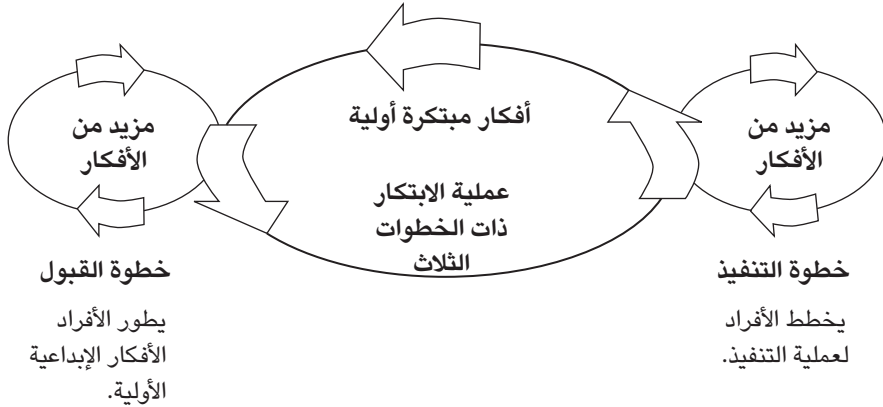 أفكار مبتكرة أولية
مزيد من
الأفكار
مزيد من
الأفكار
عملية الابتكار
ذات الخطوات
الثلاث
خطوة التنفيذ
يخطط الأفراد
لعملية التنفيذ.
خطوة القبول
يطور الأفراد
الأفكار الإبداعية
الأولية.